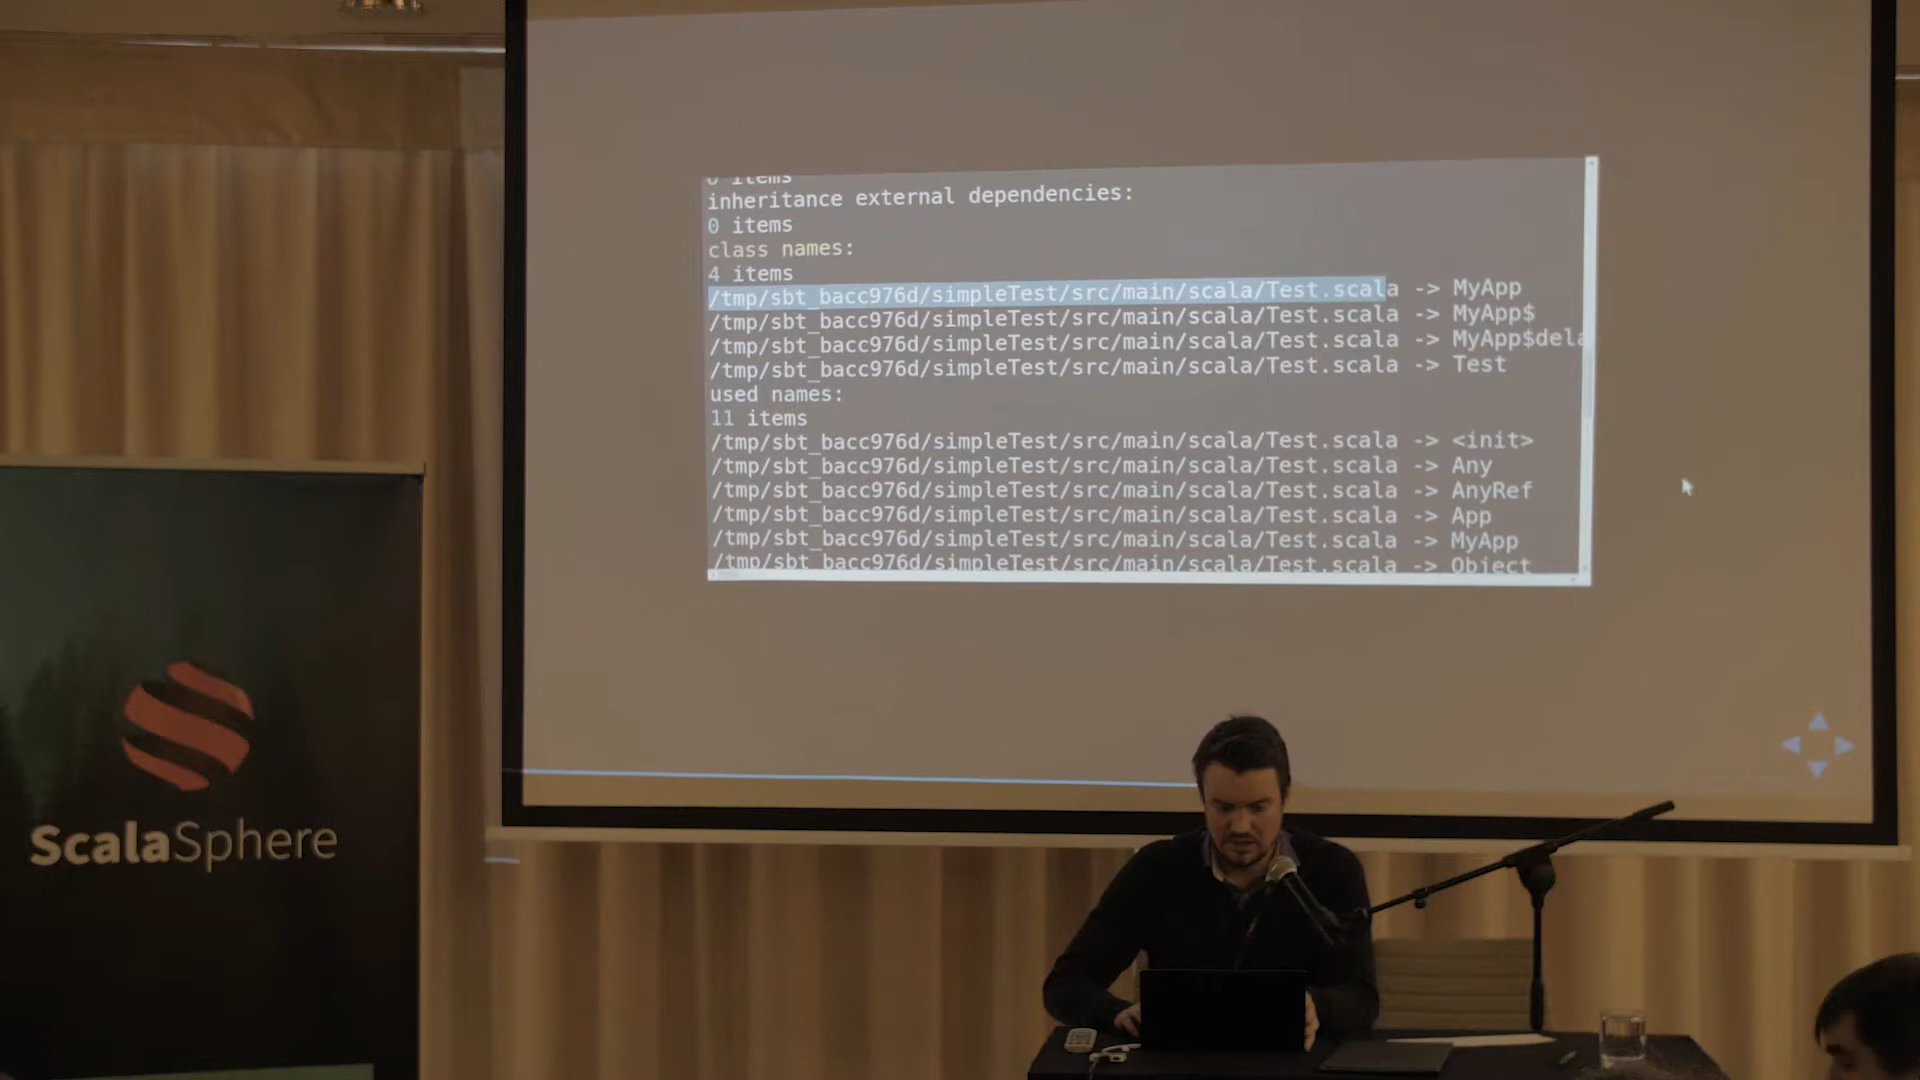 0 items
inheritance external dependencies:
0 items
class names:
4 items
/tmp/sbt_bacc976d/simpleTest/src/main/scala/Test.scala -> MyApp
/tmp/sbt_bacc976d/simpleTest/src/main/scala/Test.scala -> MyApp$
/tmp/sbt_bacc976d/simpleTest/src/main/scala/Test.scala -> MyApp$dela
/tmp/sbt_bacc976d/simpleTest/src/main/scala/Test.scala -> Test
used names:
11 items
/tmp/sbt_bacc976d/simpleTest/src/main/scala/Test.scala -> <init>
/tmp/sbt_bacc976d/simpleTest/src/main/scala/Test.scala -> Any
/tmp/sbt_bacc976d/simpleTest/src/main/scala/Test.scala -> AnyRef
/tmp/sbt_bacc976d/simpleTest/src/main/scala/Test.scala -> App
/tmp/sbt_bacc976d/simpleTest/src/main/scala/Test.scala -> MyApp
/tmp/sbt_bacc976d/simpleTest/src/main/scala/Test.scala -> Object
ScalaSphere